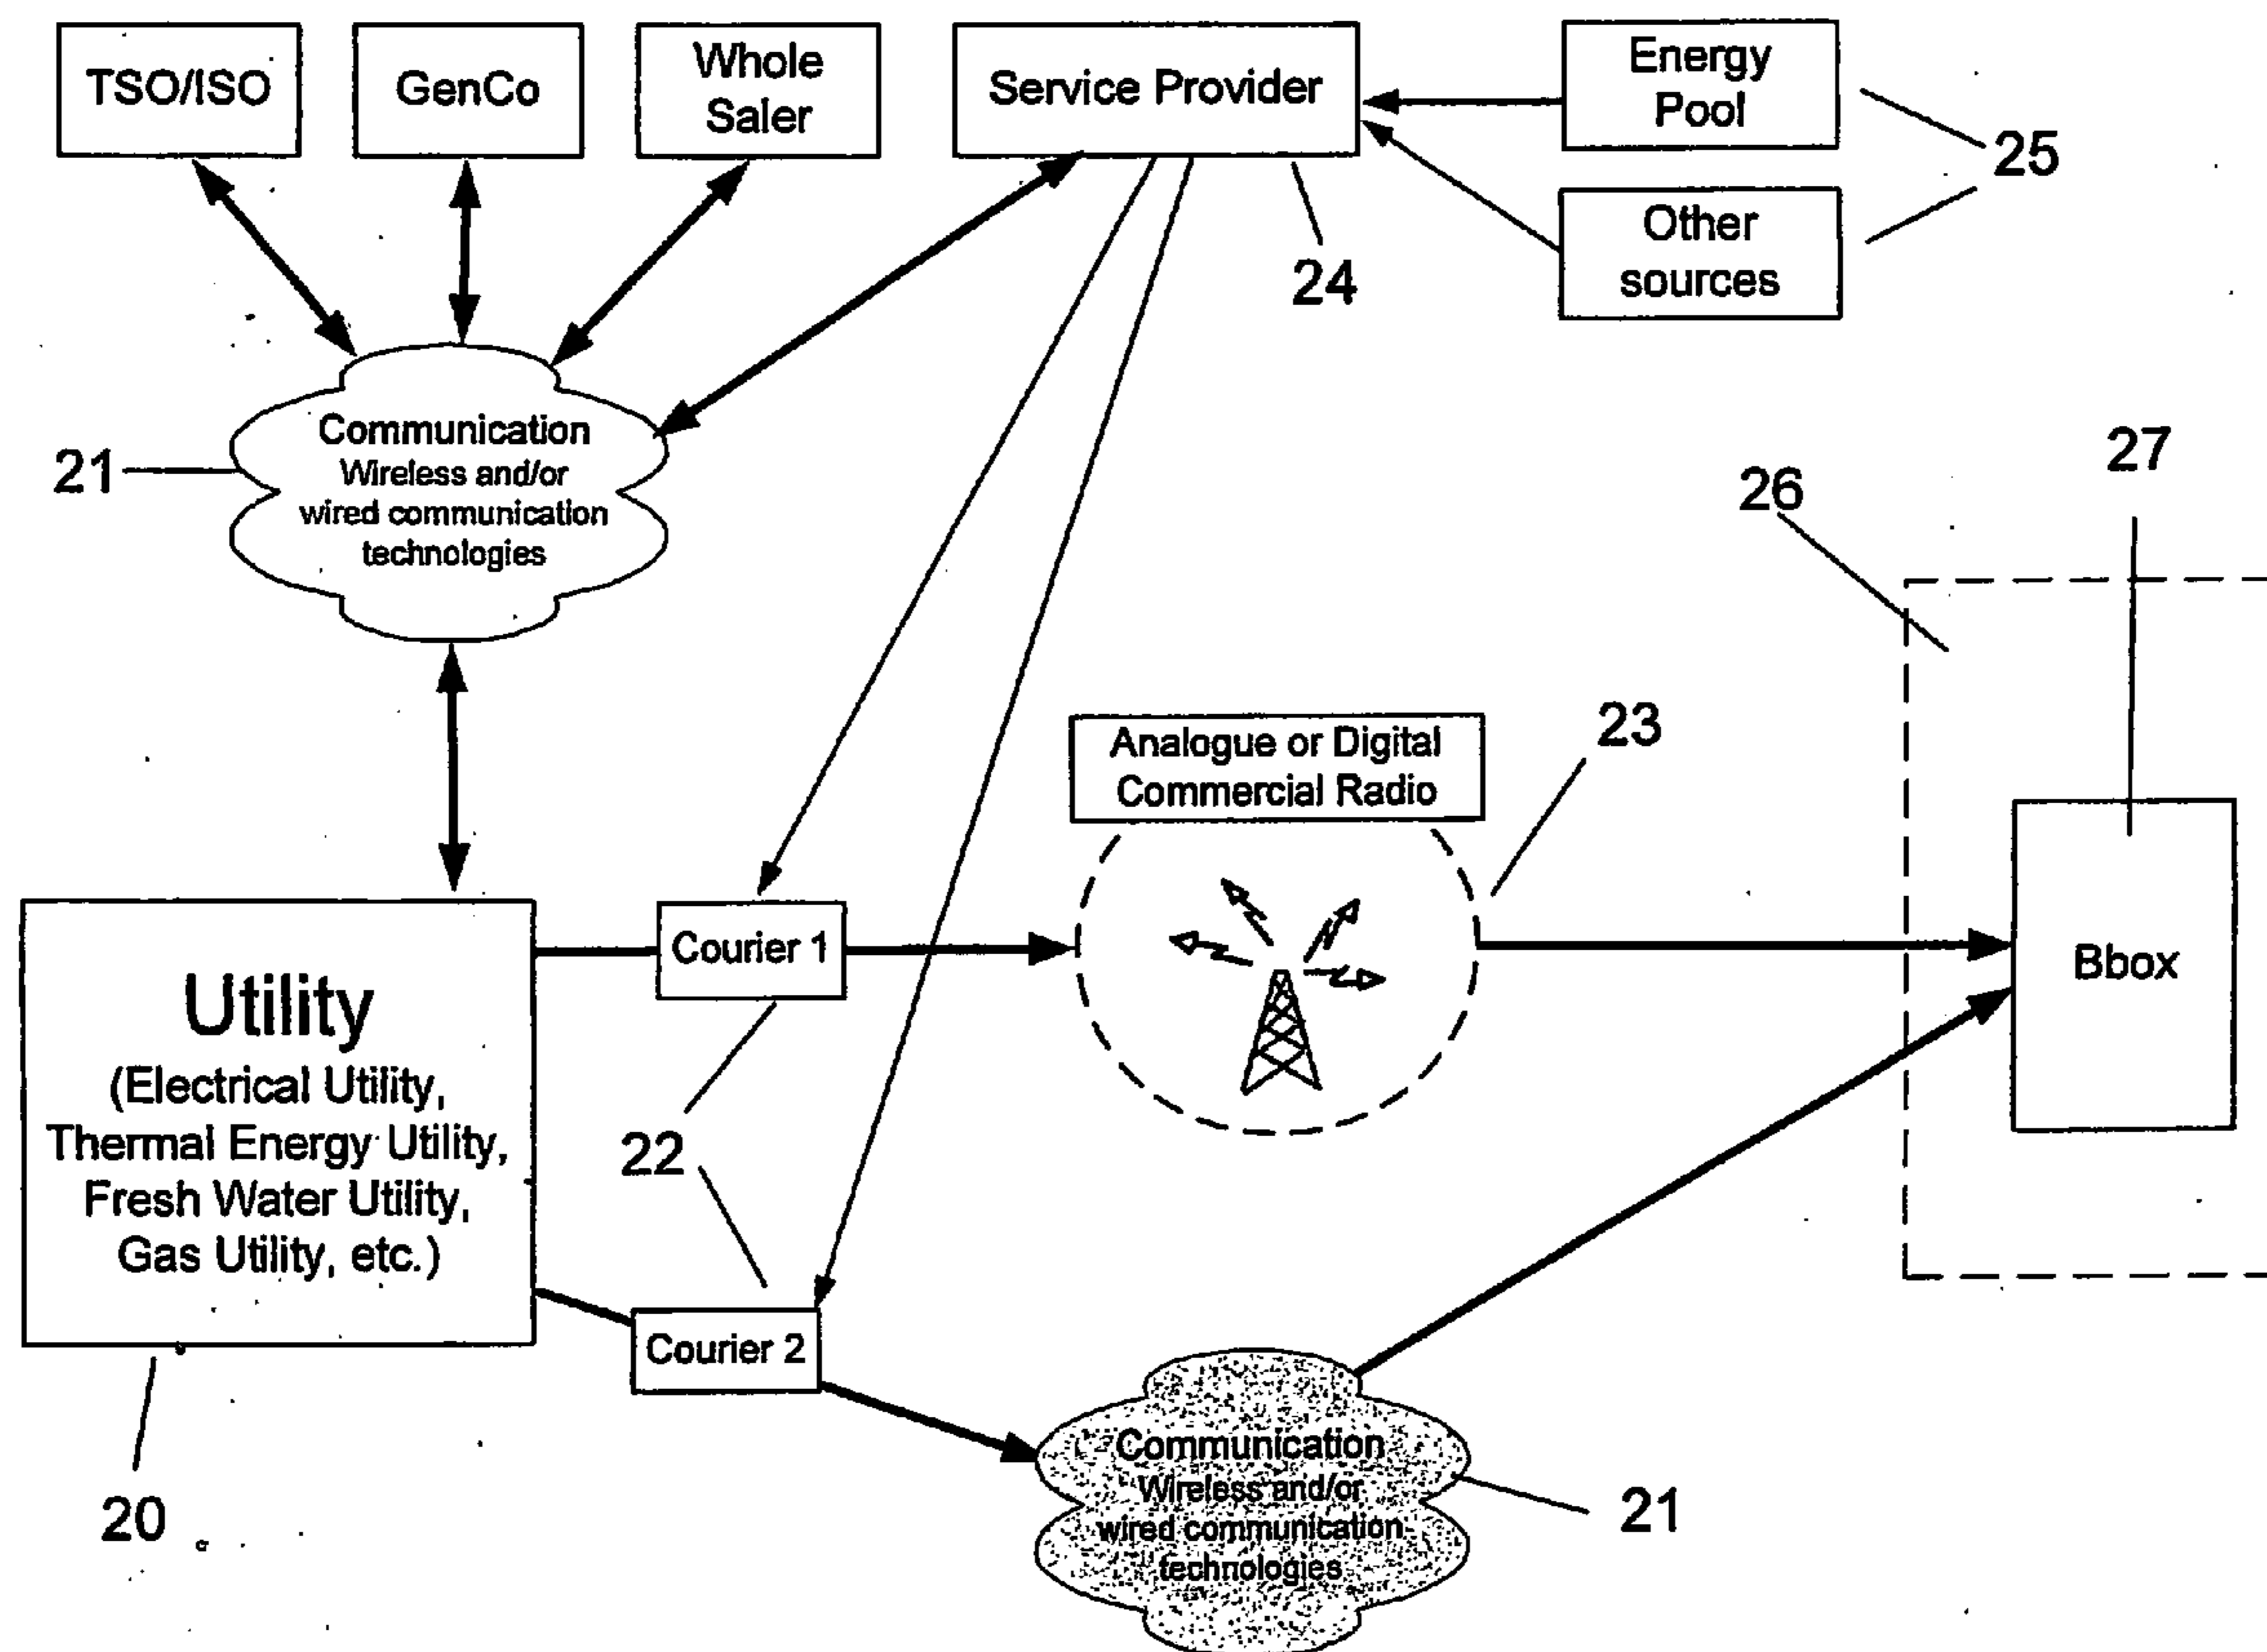 TSO/ISO
GenCo
Whole
Saler
Service Provider
Energy
Pool
25
Other
sources
24
Communication
Wireless and/or
wired communication
technologies
21
27
26
23
Analogue or Digital
Commercial Radio
Courier 1
Bbox
Utility
(Electrical Utility,
Thermal Energy Utility,
Fresh Water Utility,
Gas Utility, etc.)
22
Courier 2
20
Communication
Wireless and/or
wired communication
technologies
21